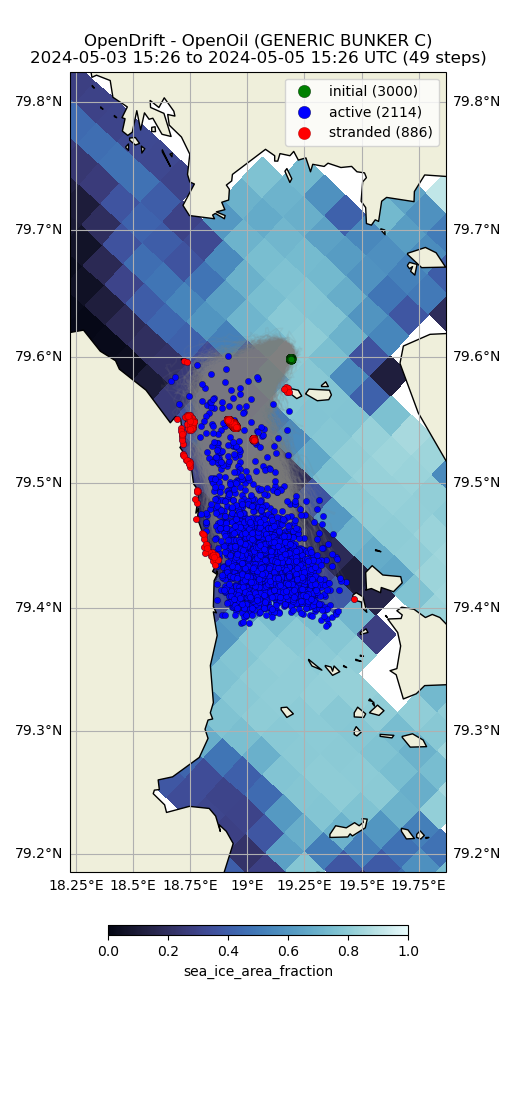 OpenDrift - OpenOil (GENERIC BUNKER C)
2024-05-03 15:26 to 2024-05-05 15:26 UTC (49 steps)
initial (3000)
active (2114)
stranded (886)
79.8°N 79.8°N
79.7°N 79.7°N
79.6°N 79.6°N
79.5°N 79.5°N
79.4°N 79.4°N
79.3°N 79.3°N
79.2°N 79.2°N
18.25°E 18.5°E 18.75°E 19°E 19.25°E 19.5°E 19.75°E
0.0 0.2 0.4 0.6 0.8 1.0
sea_ice_area_fraction